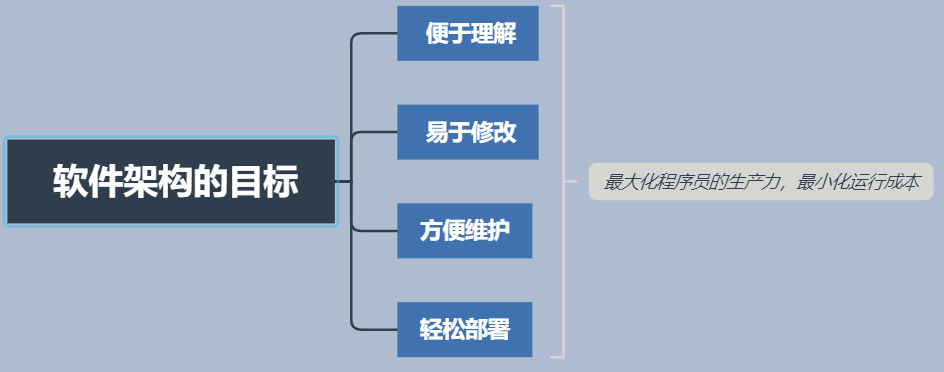 软件架构的目标
便于理解
易于修改
方便维护
轻松部署
最大化程序员的生产力，最小化运行成本